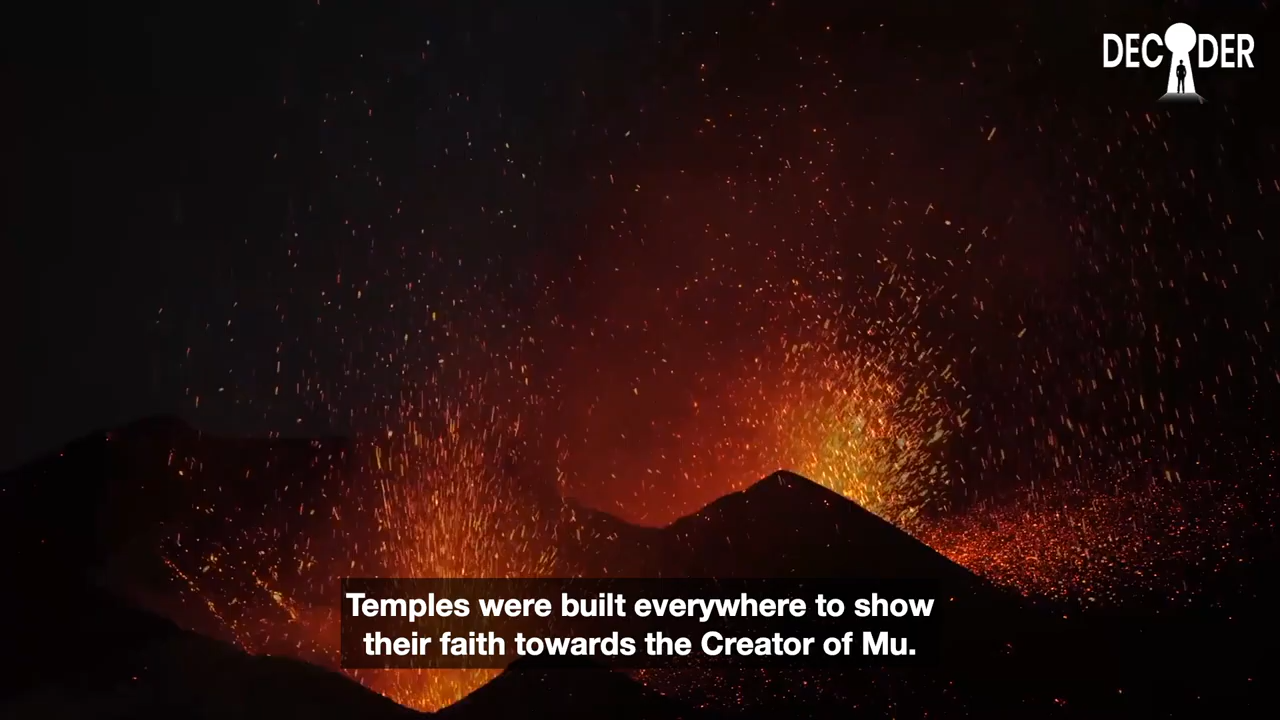 DECODER
Temples were built everywhere to show
their faith towards the Creator of Mu.